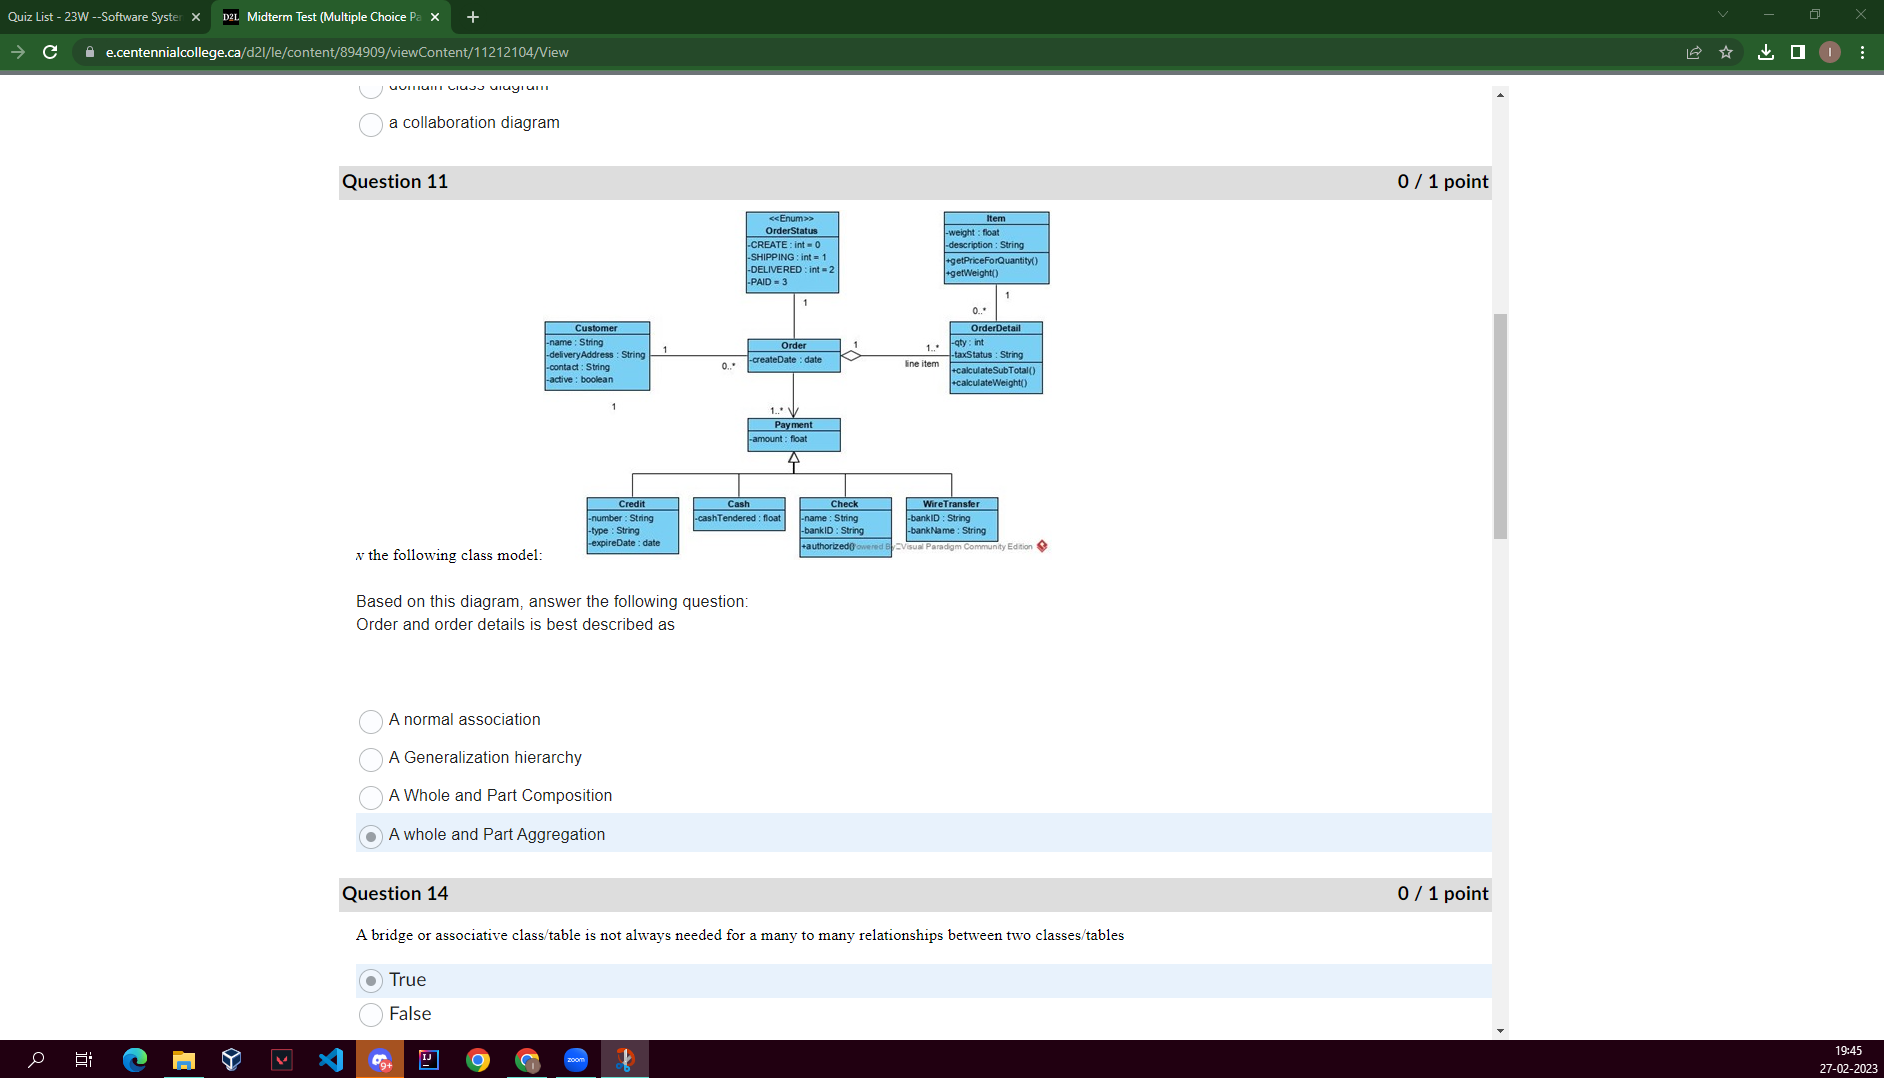 Quiz List - 23W --Software Syste
Midterm Test (Multiple Choice Pa
e.centennialcollege.ca/d2l/le/content/894909/viewContent/11212104/View
domain class diagram
a collaboration diagram
Question 11
0 / 1 point
<<Enum>>
OrderStatus
-CREATE : int = 0
-SHIPPING : int = 1
-DELIVERED : int = 2
-PAID = 3
Item
-weight : float
-description : String
+getPriceForQuantity()
+getWeight()
1
1
0..*
Customer
-name : String
-deliveryAddress : String
-contact : String
-active : boolean
1
1
0..*
Order
-createDate : date
1
1..*
line item
OrderDetail
-qty : int
-taxStatus : String
+calculateSubTotal()
+calculateWeight()
1..*
Payment
-amount : float
Credit
-number : String
-type : String
-expireDate : date
Cash
-cashTendered : float
Check
-name : String
-bankID : String
+authorized()
WireTransfer
-bankID : String
-bankName : String
Powered By Visual Paradigm Community Edition
w the following class model:
Based on this diagram, answer the following question:
Order and order details is best described as
A normal association
A Generalization hierarchy
A Whole and Part Composition
A whole and Part Aggregation
Question 14
0 / 1 point
A bridge or associative class/table is not always needed for a many to many relationships between two classes/tables
True
False
19:45
27-02-2023